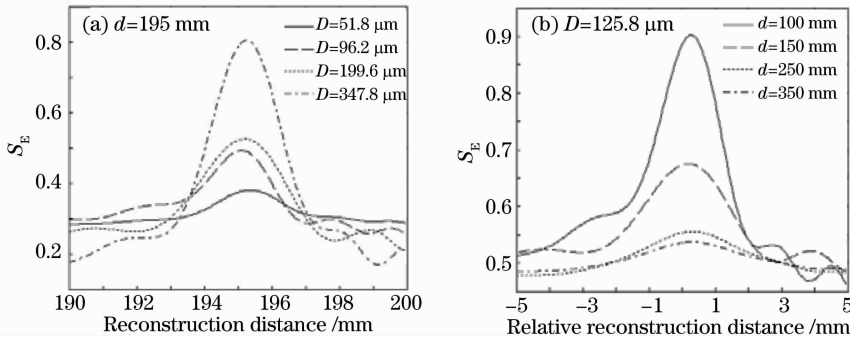 (a) d=195 mm
D=51.8 μm
D=96.2 μm
D=199.6 μm
D=347.8 μm
0.8
0.6
0.4
0.2
S_E
190
192
194
196
198
200
Reconstruction distance /mm
(b) D=125.8 μm
d=100 mm
d=150 mm
d=250 mm
d=350 mm
0.9
0.8
0.7
0.6
0.5
S_E
-5
-3
-1
1
3
5
Relative reconstruction distance /mm